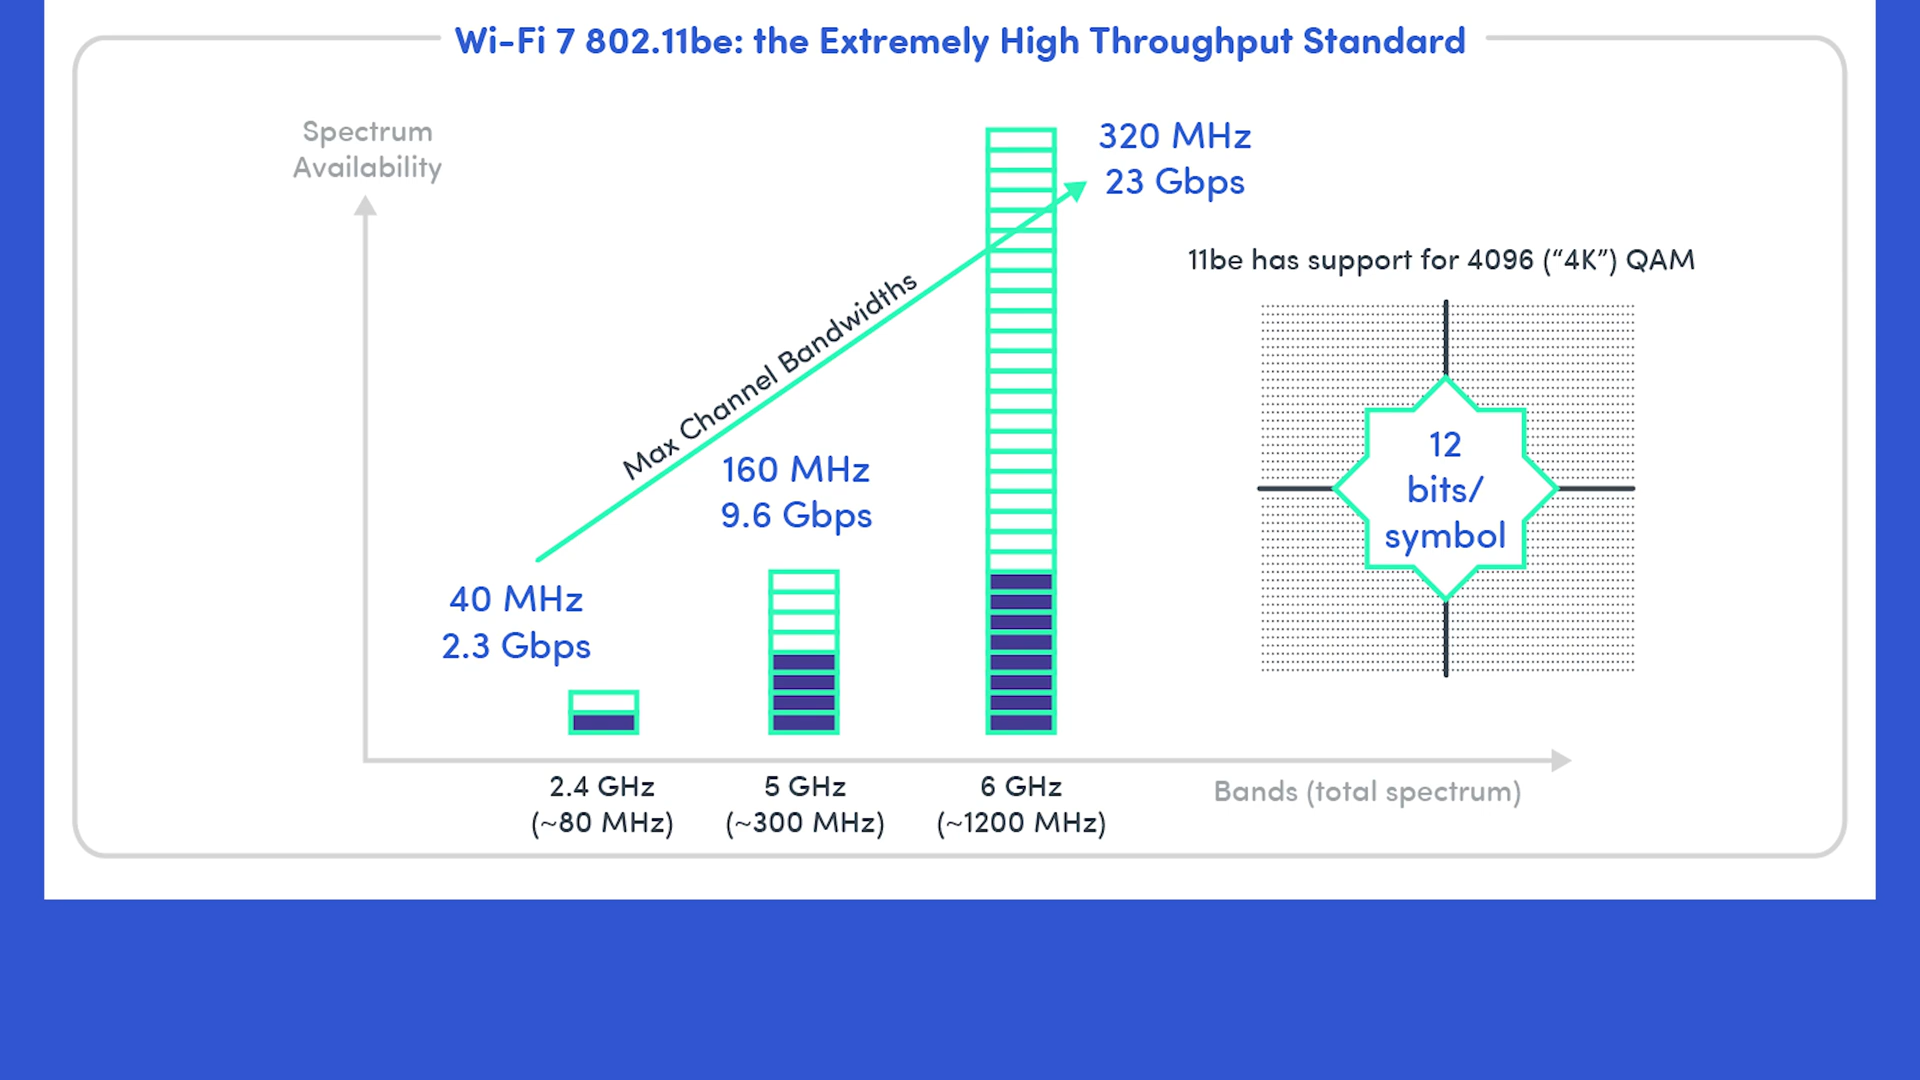 Wi-Fi 7 802.11be: the Extremely High Throughput Standard
Spectrum
Availability
320 MHz
23 Gbps
11be has support for 4096 (“4K”) QAM
Max Channel Bandwidths
12
bits/
symbol
160 MHz
9.6 Gbps
40 MHz
2.3 Gbps
2.4 GHz
(~80 MHz)
5 GHz
(~300 MHz)
6 GHz
(~1200 MHz)
Bands (total spectrum)